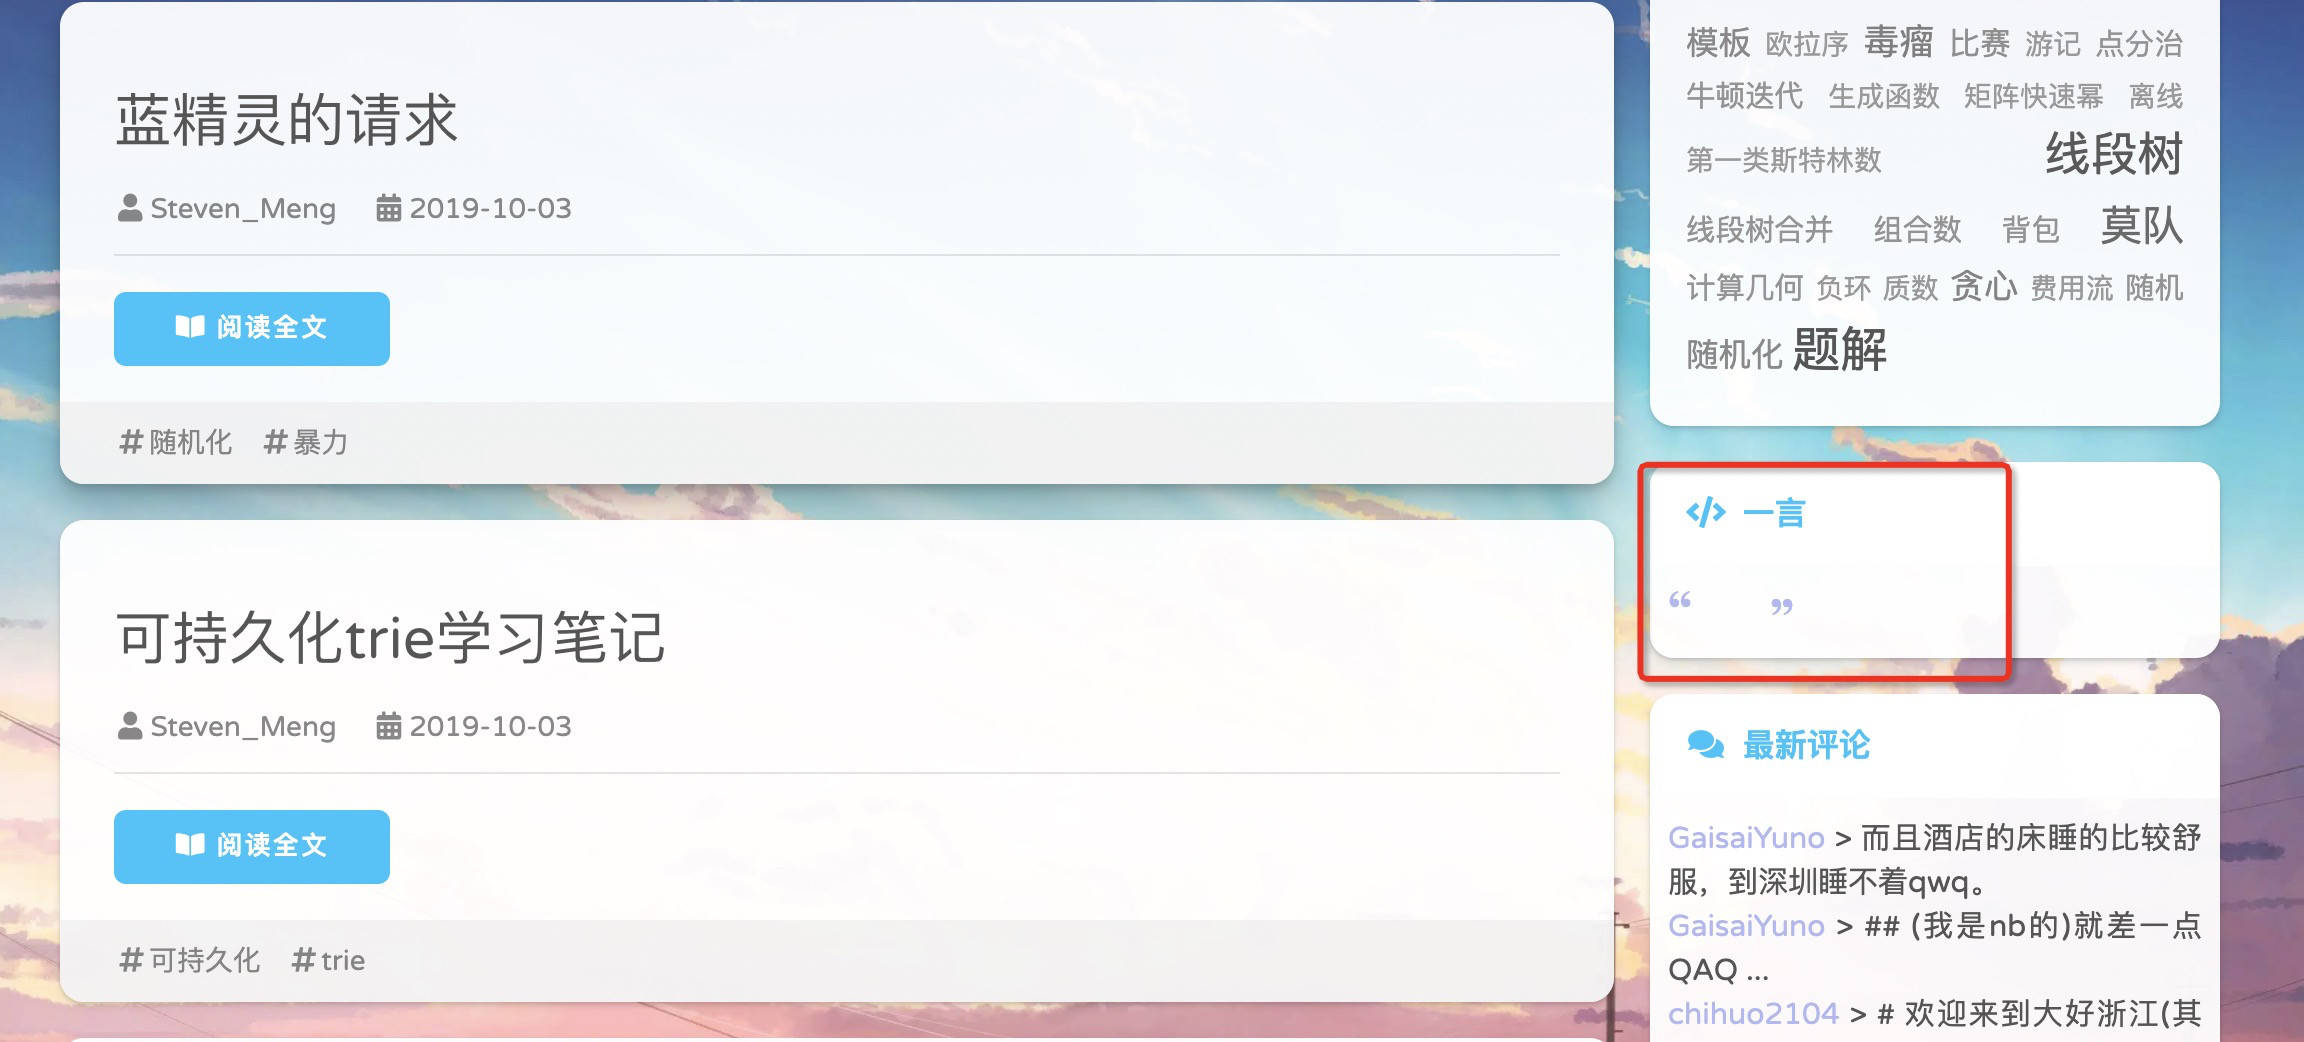 蓝精灵的请求
Steven_Meng 2019-10-03
阅读全文
#随机化 #暴力
可持久化trie学习笔记
Steven_Meng 2019-10-03
阅读全文
#可持久化 #trie
模板 欧拉序 毒瘤 比赛 游记 点分治
牛顿迭代 生成函数 矩阵快速幂 离线
第一类斯特林数 线段树
线段树合并 组合数 背包 莫队
计算几何 负环 质数 贪心 费用流 随机
随机化 题解
</> 一言
“ ”
最新评论
GaisaiYuno > 而且酒店的床睡的比较舒
服，到深圳睡不着qwq。
GaisaiYuno > ## (我是nb的)就差一点
QAQ ...
chihuo2104 > # 欢迎来到大好浙江(其